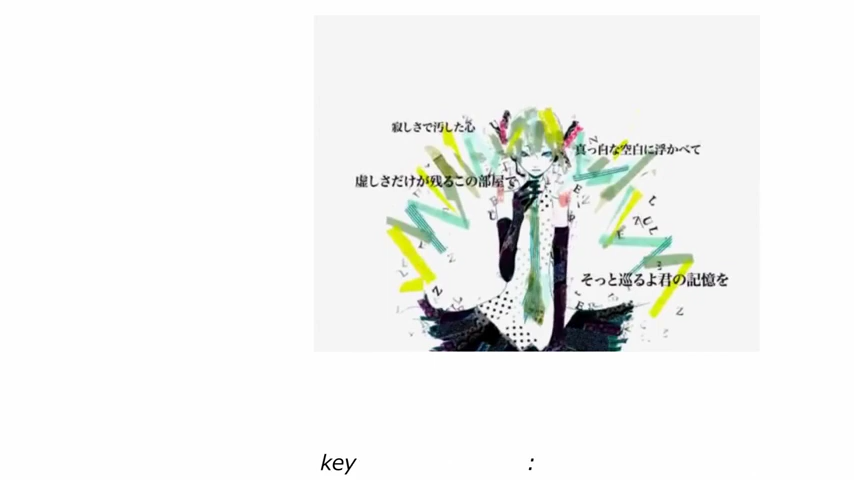 寂しさで汚した心
真っ白な空白に浮かべて
虚しさだけが残るこの部屋で
そっと巡るよ君の記憶を
key :